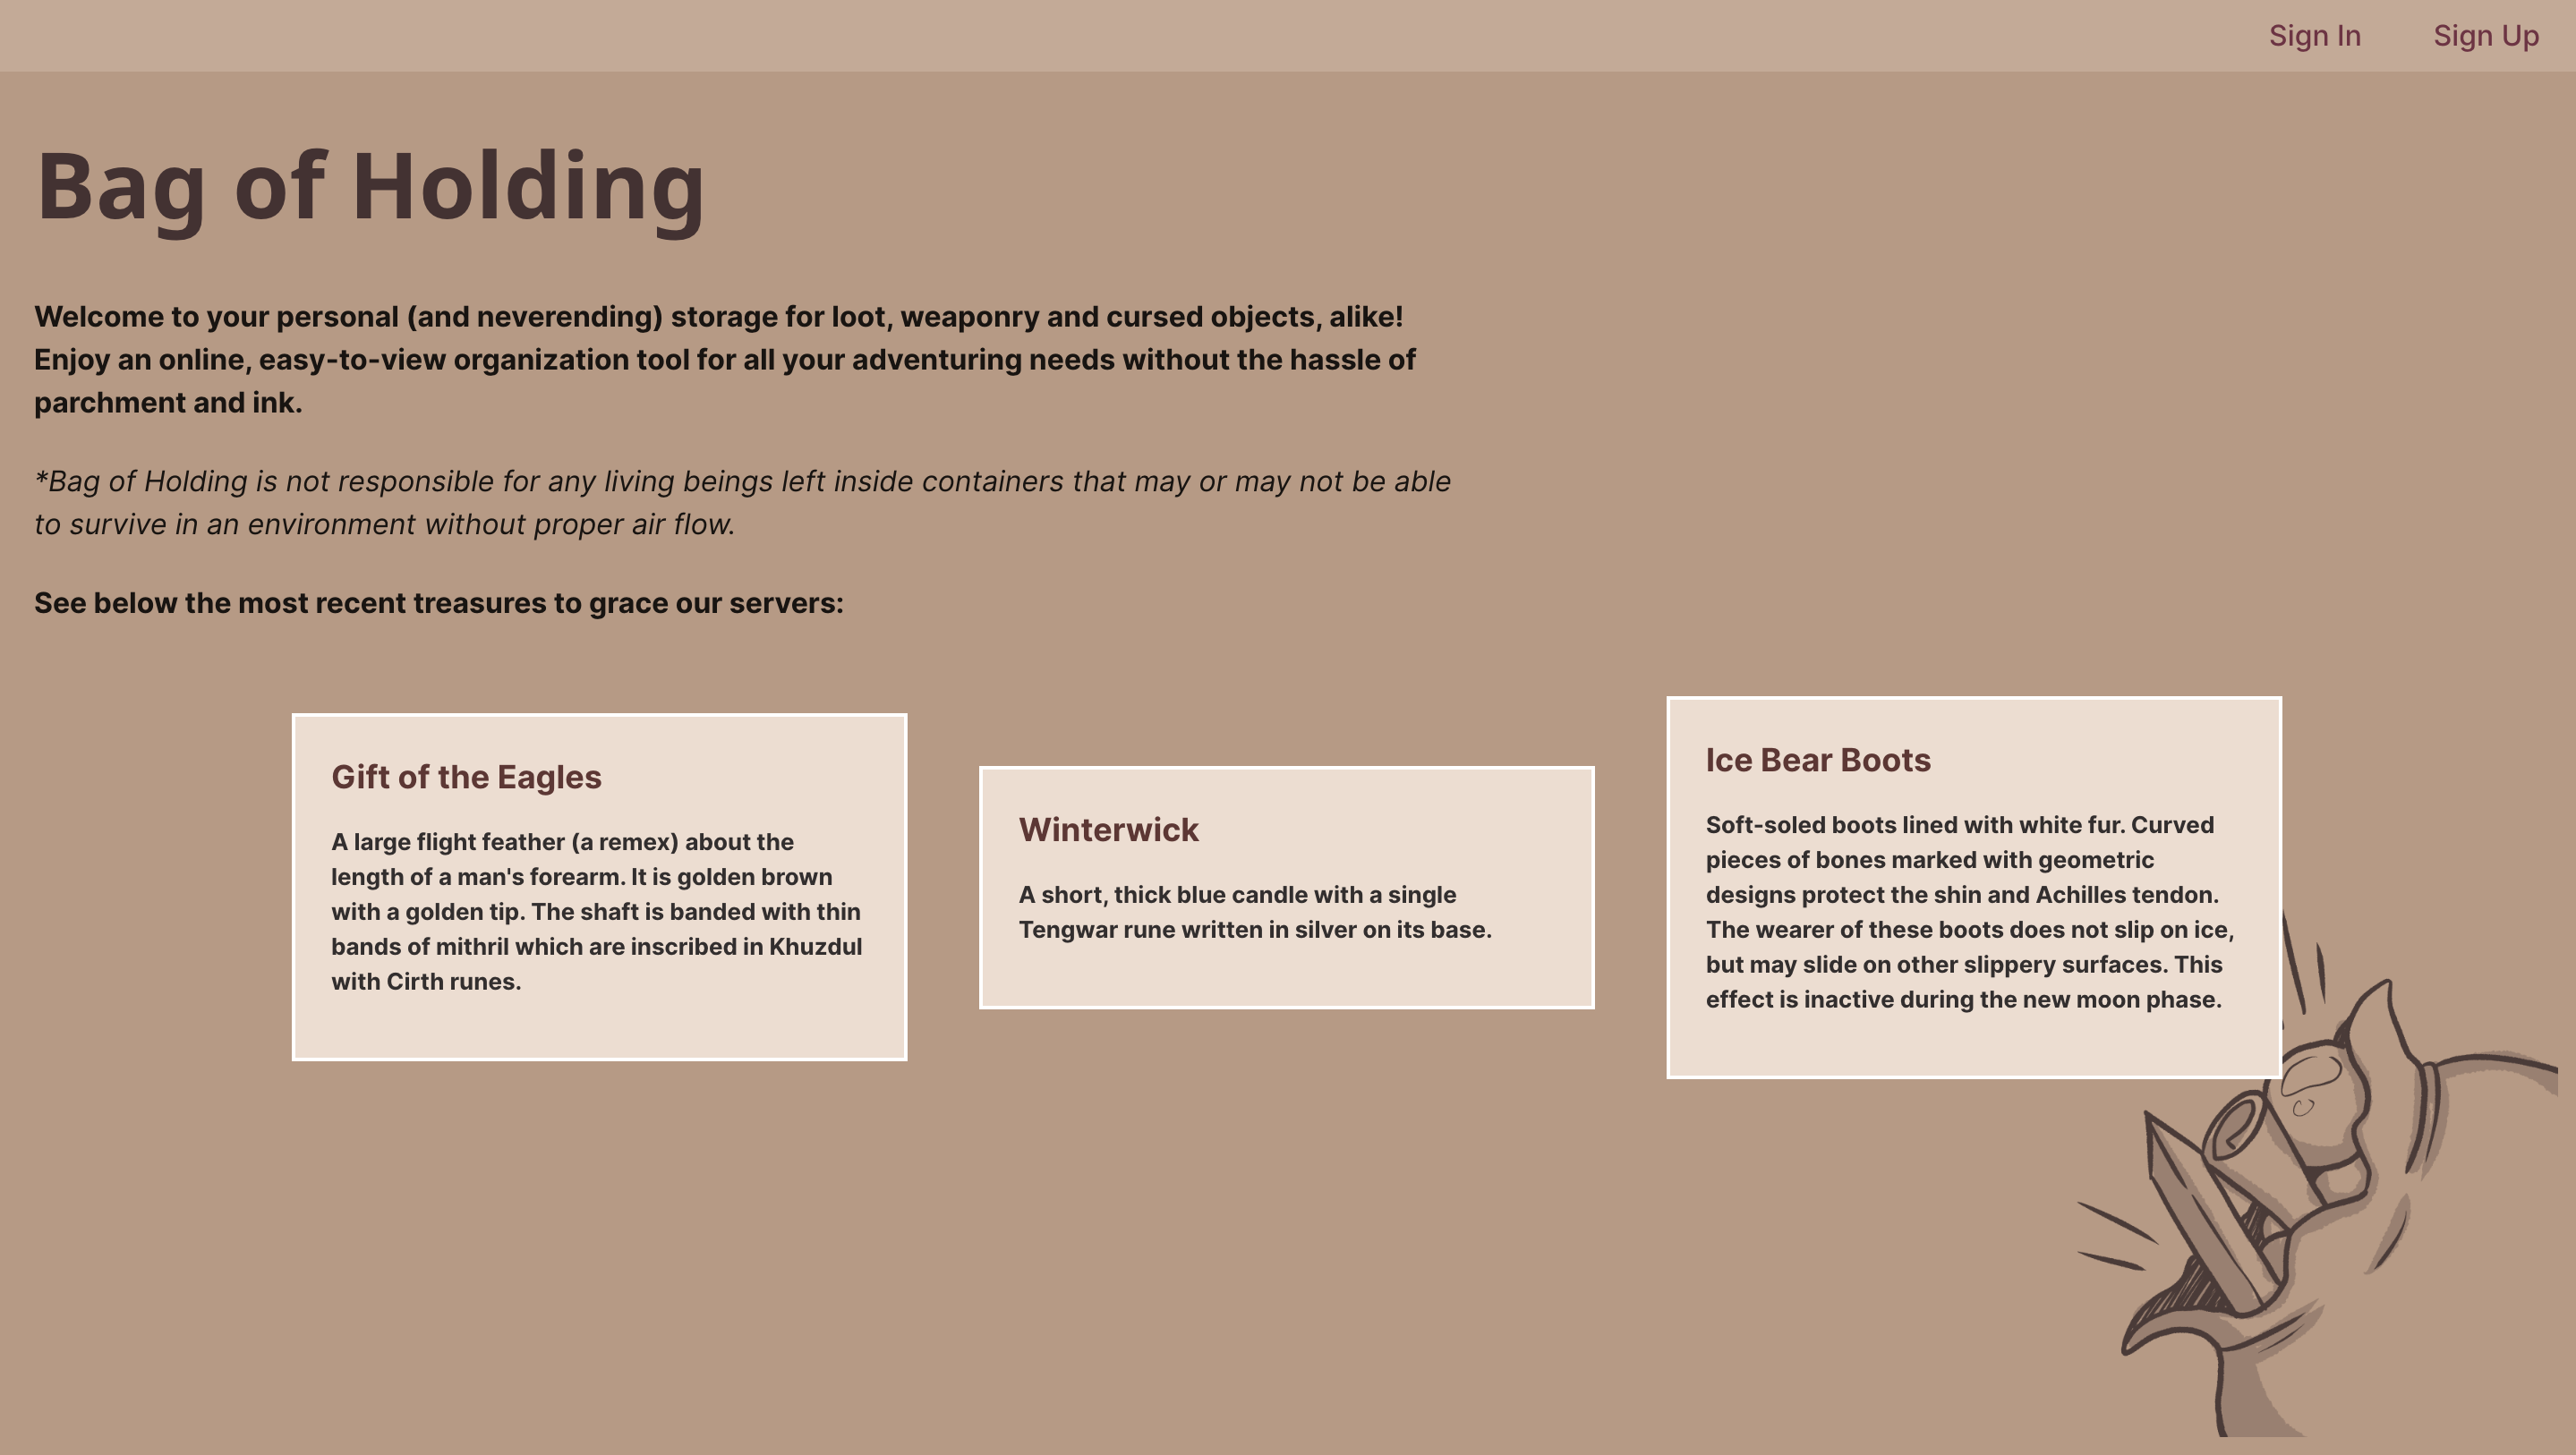 Sign In
Sign Up
Bag of Holding
Welcome to your personal (and neverending) storage for loot, weaponry and cursed objects, alike!
Enjoy an online, easy-to-view organization tool for all your adventuring needs without the hassle of
parchment and ink.
*Bag of Holding is not responsible for any living beings left inside containers that may or may not be able
to survive in an environment without proper air flow.
See below the most recent treasures to grace our servers:
Gift of the Eagles
A large flight feather (a remex) about the
length of a man's forearm. It is golden brown
with a golden tip. The shaft is banded with thin
bands of mithril which are inscribed in Khuzdul
with Cirth runes.
Winterwick
A short, thick blue candle with a single
Tengwar rune written in silver on its base.
Ice Bear Boots
Soft-soled boots lined with white fur. Curved
pieces of bones marked with geometric
designs protect the shin and Achilles tendon.
The wearer of these boots does not slip on ice,
but may slide on other slippery surfaces. This
effect is inactive during the new moon phase.